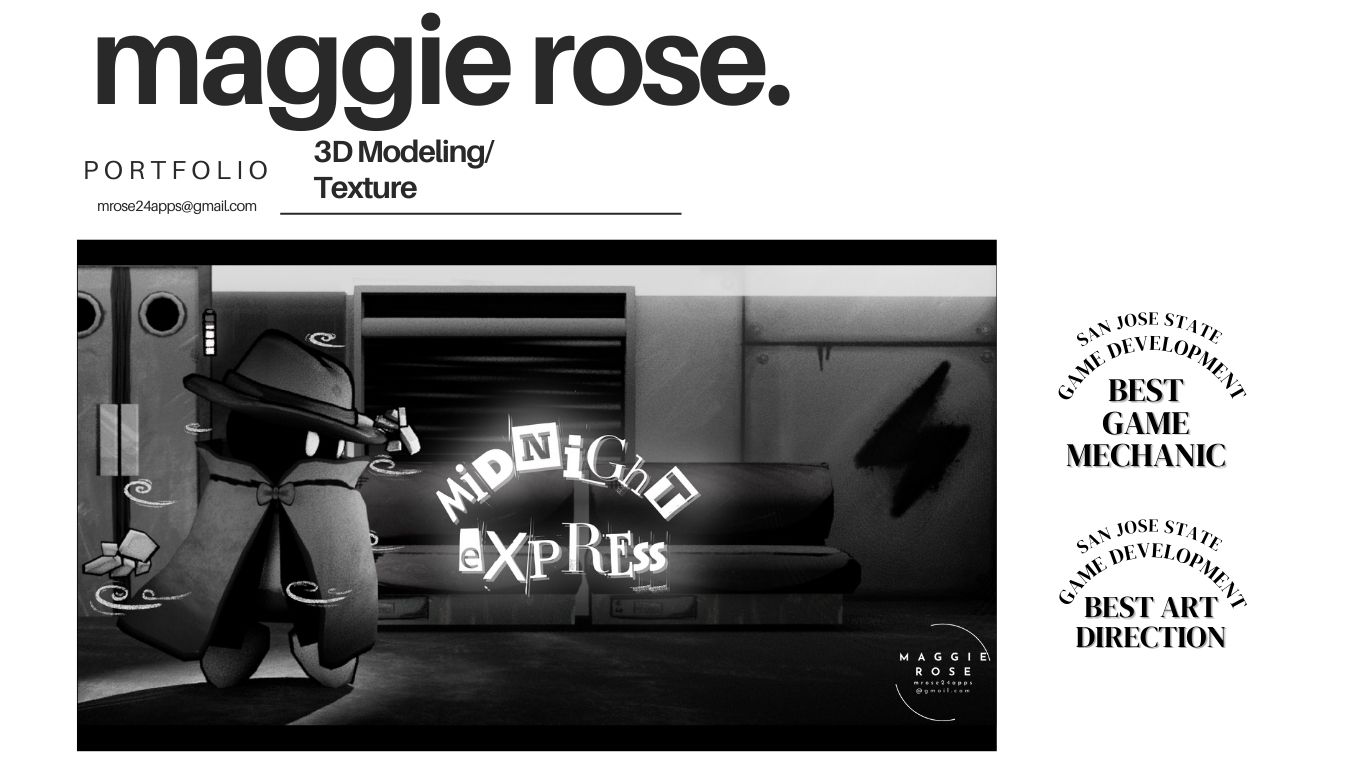 maggie rose.
PORTFOLIO
mrose24apps@gmail.com
3D Modeling/
Texture
MiDNiGhT
eXPREss
MAGGIE
ROSE
mrose24apps
@gmail.com
SAN JOSE STATE
GAME DEVELOPMENT
BEST
GAME
MECHANIC
SAN JOSE STATE
GAME DEVELOPMENT
BEST ART
DIRECTION